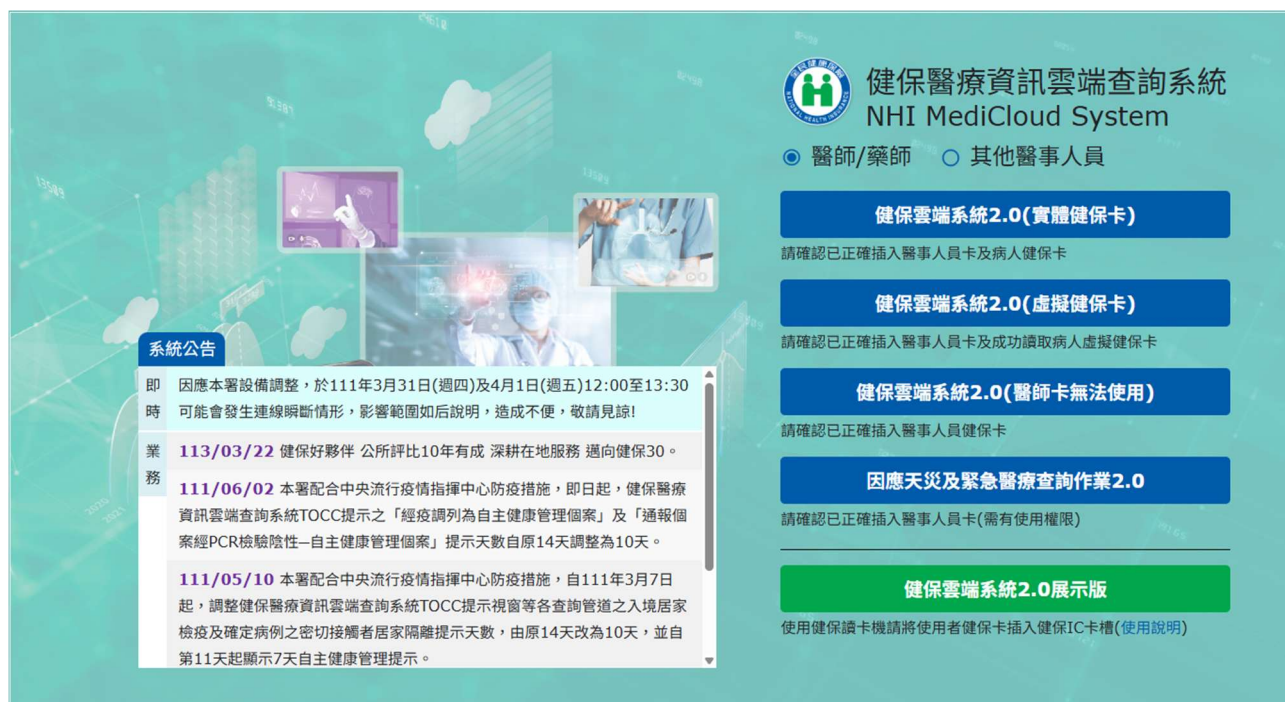 健保醫療資訊雲端查詢系統
NHI MediCloud System
醫師/藥師 其他醫事人員
健保雲端系統2.0(實體健保卡)
請確認已正確插入醫事人員卡及病人健保卡
健保雲端系統2.0(虛擬健保卡)
請確認已正確插入醫事人員卡及成功讀取病人虛擬健保卡
健保雲端系統2.0(醫師卡無法使用)
請確認已正確插入醫事人員健保卡
因應天災及緊急醫療查詢作業2.0
請確認已正確插入醫事人員卡(需有使用權限)
健保雲端系統2.0展示版
使用健保讀卡機請將使用者健保卡插入健保IC卡槽(使用說明)
系統公告
即時
因應本署設備調整，於111年3月31日(週四)及4月1日(週五)12:00至13:30
可能會發生連線瞬斷情形，影響範圍如后說明，造成不便，敬請見諒!
業務
113/03/22 健保好夥伴 公所評比10年有成 深耕在地服務 邁向健保30。
111/06/02 本署配合中央流行疫情指揮中心防疫措施，即日起，健保醫療
資訊雲端查詢系統TOCC提示之「經疫調列為自主健康管理個案」及「通報個
案經PCR檢驗陰性—自主健康管理個案」提示天數自原14天調整為10天。
111/05/10 本署配合中央流行疫情指揮中心防疫措施，自111年3月7日
起，調整健保醫療資訊雲端查詢系統TOCC提示視窗等各查詢管道之入境居家
檢疫及確定病例之密切接觸者居家隔離提示天數，由原14天改為10天，並自
第11天起顯示7天自主健康管理提示。